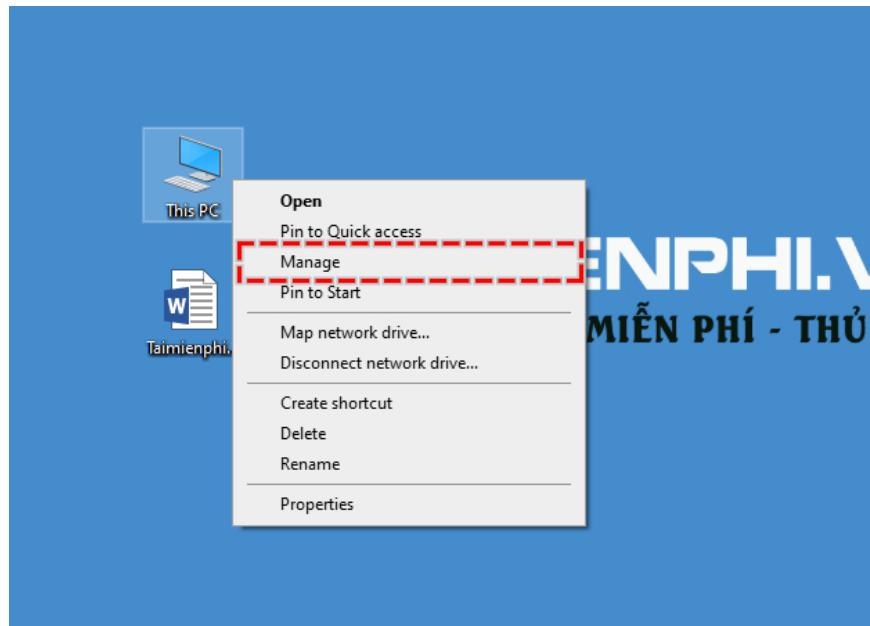 This PC
Taimienphi.
Open
Pin to Quick access
Manage
Pin to Start
Map network drive...
Disconnect network drive...
Create shortcut
Delete
Rename
Properties
ENPHI.V
MIỄN PHÍ - THỦ
W